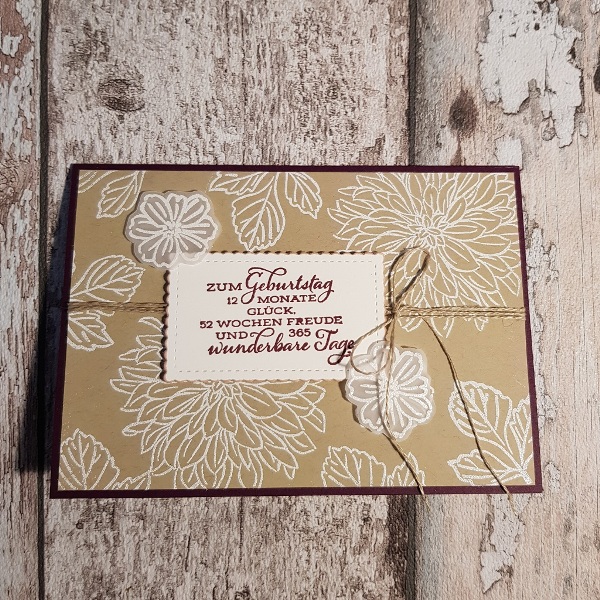 ZUM Geburtstag
12 MONATE
GLÜCK,
52 WOCHEN FREUDE
UND 365
wunderbare Tage